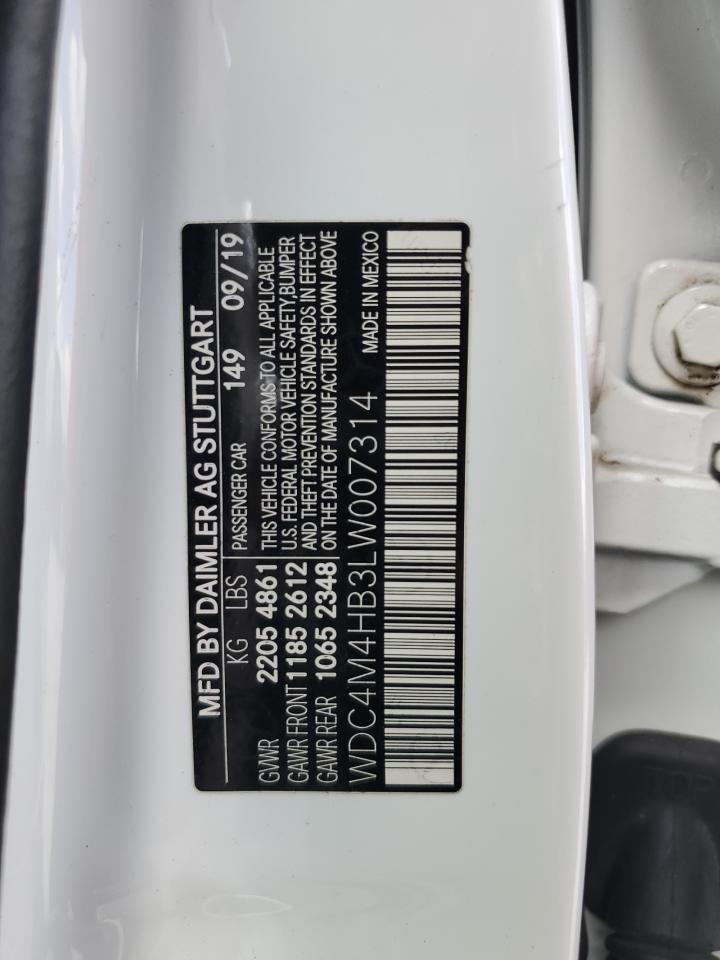 MFD BY DAIMLER AG STUTTGART
KG LBS PASSENGER CAR 149 09/19
GVWR 2205 4861 THIS VEHICLE CONFORMS TO ALL APPLICABLE
U.S. FEDERAL MOTOR VEHICLE SAFETY,BUMPER
GAWR FRONT 1185 2612 AND THEFT PREVENTION STANDARDS IN EFFECT
GAWR REAR 1065 2348 ON THE DATE OF MANUFACTURE SHOWN ABOVE
WDC4M4HB3LW007314 MADE IN MEXICO